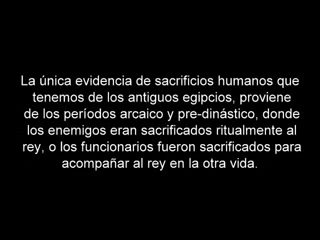 La única evidencia de sacrificios humanos que
tenemos de los antiguos egipcios, proviene
de los períodos arcaico y pre-dinástico, donde
los enemigos eran sacrificados ritualmente al
rey, o los funcionarios fueron sacrificados para
acompañar al rey en la otra vida.